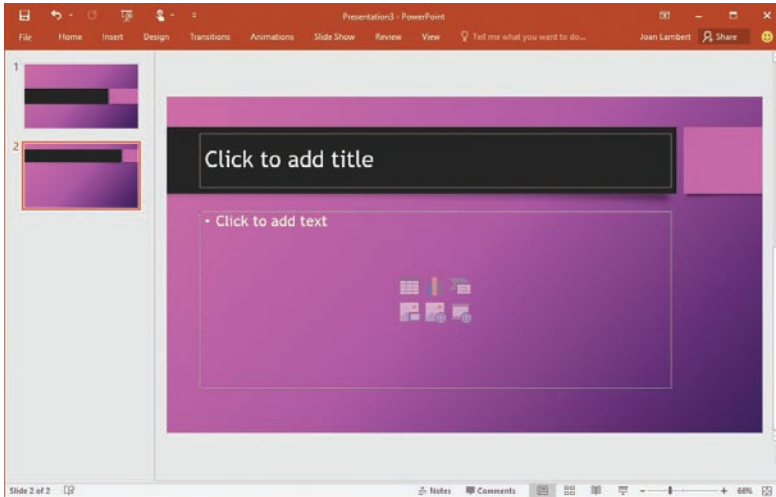 Presentation3 - PowerPoint
File Home Insert Design Transitions Animations Slide Show Review View Tell me what you want to do... Joan Lambert Share
1
2
Click to add title
• Click to add text
Slide 2 of 2 Notes Comments 68%